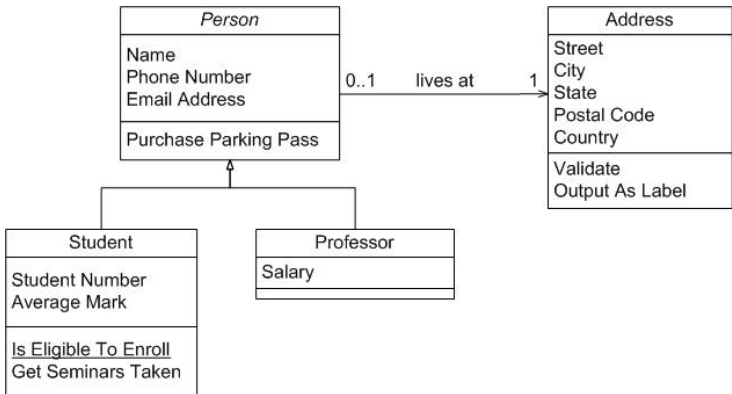 Person
Name
Phone Number
Email Address
Purchase Parking Pass
0..1
lives at
1
Address
Street
City
State
Postal Code
Country
Validate
Output As Label
Student
Student Number
Average Mark
Is Eligible To Enroll
Get Seminars Taken
Professor
Salary